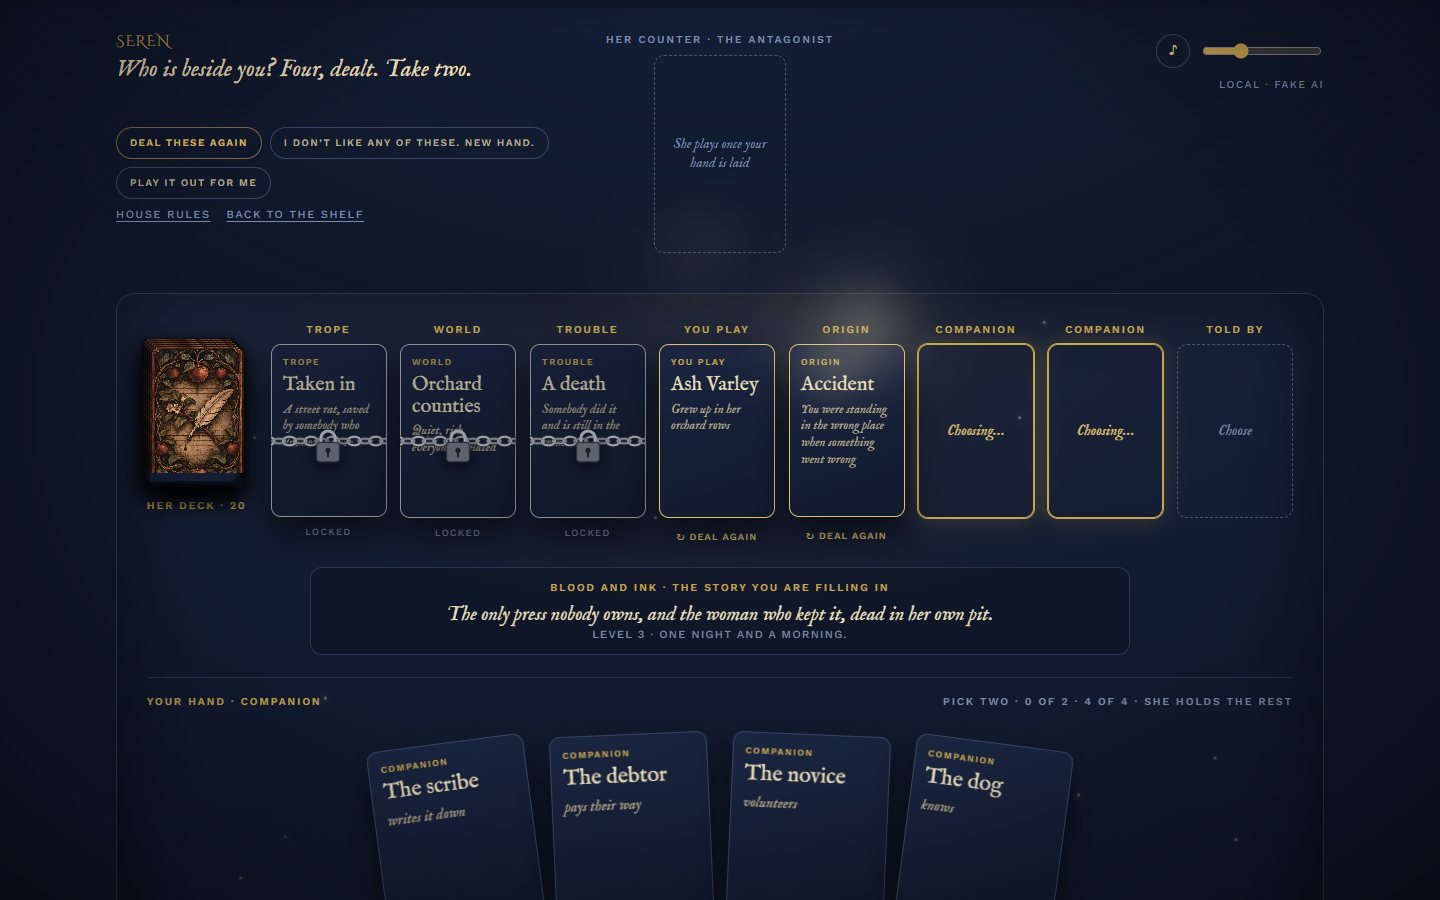 SEREN
Who is beside you? Four, dealt. Take two.
DEAL THESE AGAIN
I DON'T LIKE ANY OF THESE. NEW HAND.
PLAY IT OUT FOR ME
HOUSE RULES
BACK TO THE SHELF
HER COUNTER · THE ANTAGONIST
She plays once your
hand is laid
LOCAL · FAKE AI
HER DECK · 20
TROPE
TROPE
Taken in
A street rat, saved
by somebody who
LOCKED
WORLD
WORLD
Orchard
counties
Quiet,
LOCKED
TROUBLE
TROUBLE
A death
Somebody did it
and is still in the
LOCKED
YOU PLAY
YOU PLAY
Ash Varley
Grew up in her
orchard rows
↻ DEAL AGAIN
ORIGIN
ORIGIN
Accident
You were standing
in the wrong place
when something
went wrong
↻ DEAL AGAIN
COMPANION
Choosing...
COMPANION
Choosing...
TOLD BY
Choose
BLOOD AND INK · THE STORY YOU ARE FILLING IN
The only press nobody owns, and the woman who kept it, dead in her own pit.
LEVEL 3 · ONE NIGHT AND A MORNING.
YOUR HAND · COMPANION
PICK TWO · 0 OF 2 · 4 OF 4 · SHE HOLDS THE REST
COMPANION
The scribe
writes it down
COMPANION
The debtor
pays their way
COMPANION
The novice
volunteers
COMPANION
The dog
knows